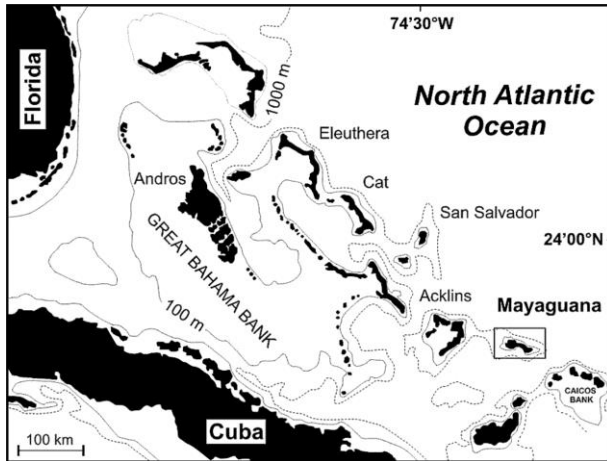 74'30°W
Florida
1000 m
North Atlantic
Ocean
Eleuthera
Andros
Cat
San Salvador
24'00°N
GREAT BAHAMA BANK
100 m
Acklins
Mayaguana
CAICOS
BANK
Cuba
100 km